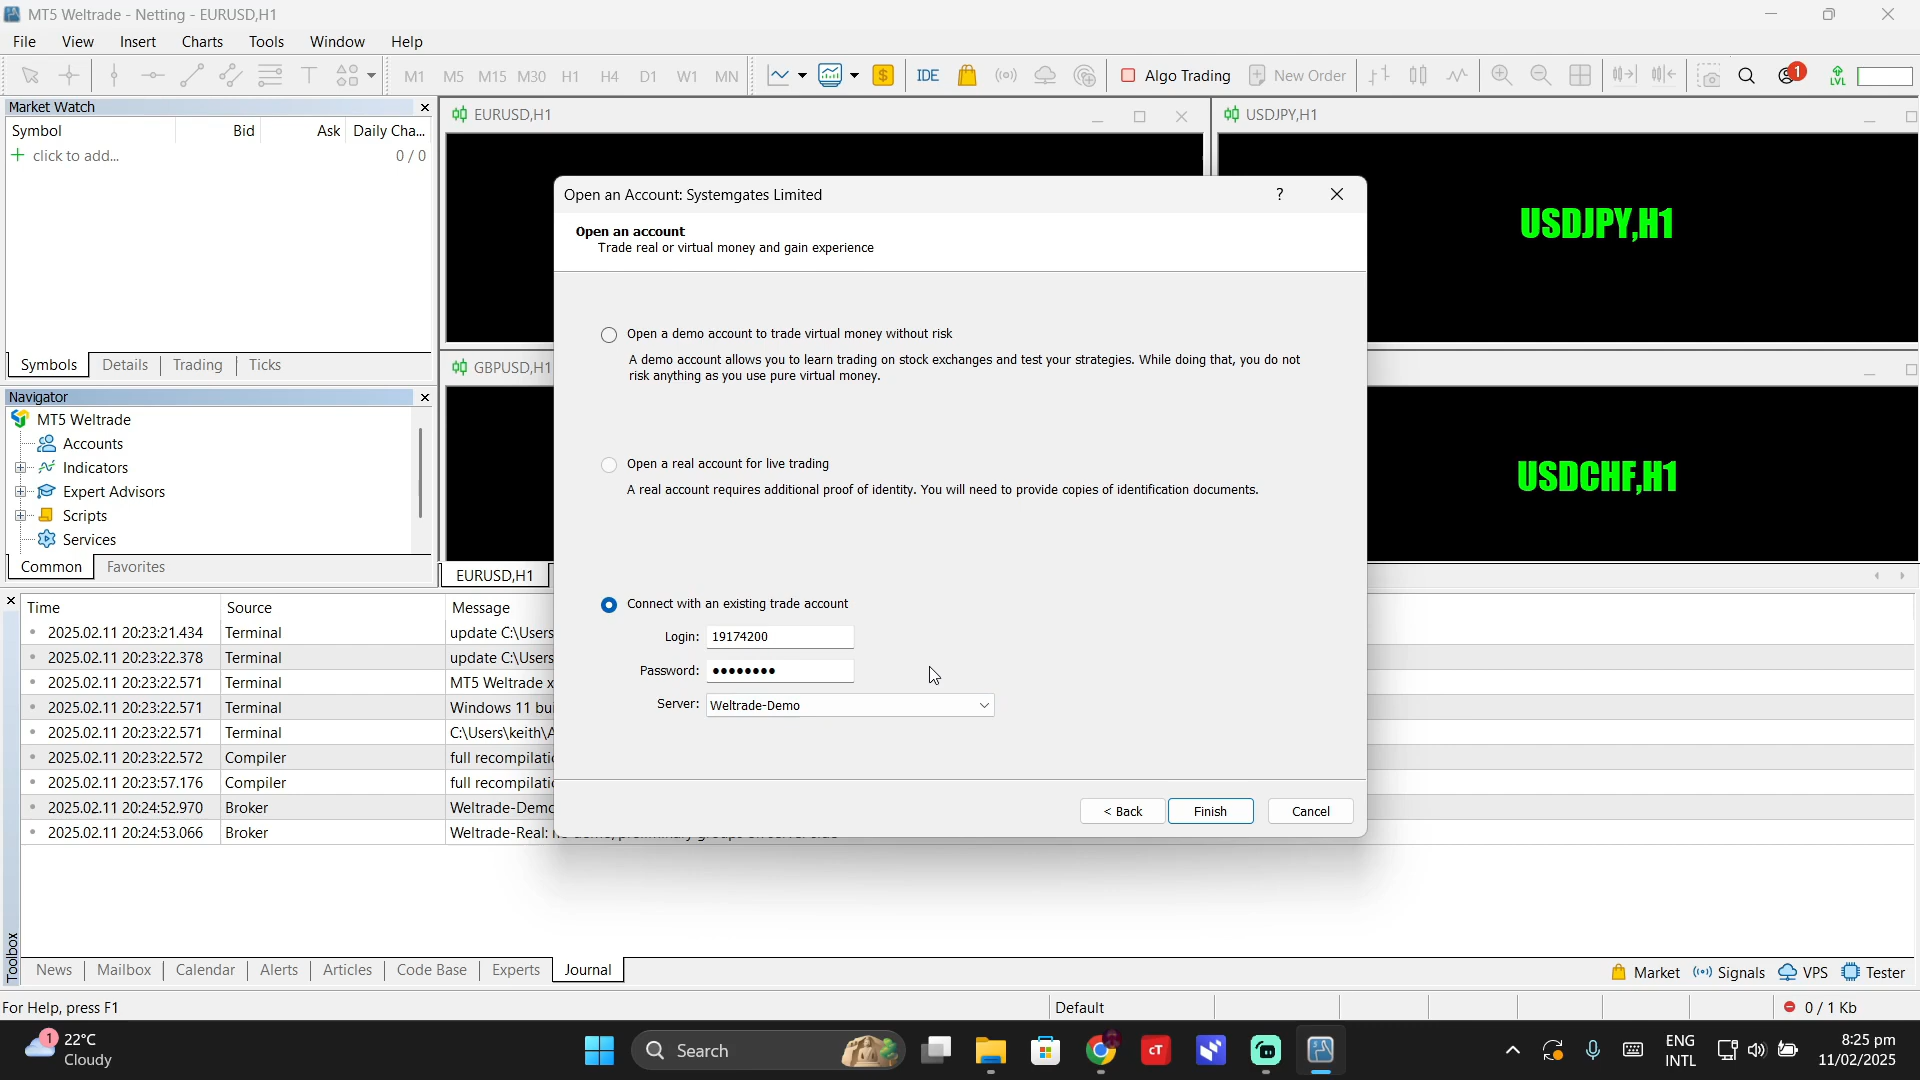 MT5 Weltrade - Netting - EURUSD,H1
File View Insert Charts Tools Window Help
M1 M5 M15 M30 H1 H4 D1 W1 MN IDE Algo Trading New Order 1 LVL
Market Watch
Symbol Bid Ask Daily Cha...
click to add... 0 / 0
Symbols Details Trading Ticks
Navigator
MT5 Weltrade
Accounts
Indicators
Expert Advisors
Scripts
Services
Common Favorites
EURUSD,H1
USDJPY,H1
USDJPY,H1
GBPUSD,H1
USDCHF,H1
EURUSD,H1
Open an Account: Systemgates Limited
?
Open an account
Trade real or virtual money and gain experience
Open a demo account to trade virtual money without risk
A demo account allows you to learn trading on stock exchanges and test your strategies. While doing that, you do not
risk anything as you use pure virtual money.
Open a real account for live trading
A real account requires additional proof of identity. You will need to provide copies of identification documents.
Connect with an existing trade account
Login: 19174200
Password: ●●●●●●●●
Server: Weltrade-Demo
< Back Finish Cancel
Time Source Message
2025.02.11 20:23:21.434 Terminal update C:\Users
2025.02.11 20:23:22.378 Terminal update C:\Users
2025.02.11 20:23:22.571 Terminal MT5 Weltrade x
2025.02.11 20:23:22.571 Terminal Windows 11 bui
2025.02.11 20:23:22.571 Terminal C:\Users\keith\A
2025.02.11 20:23:22.572 Compiler full recompilatio
2025.02.11 20:23:57.176 Compiler full recompilatio
2025.02.11 20:24:52.970 Broker Weltrade-Demo
2025.02.11 20:24:53.066 Broker Weltrade-Real:
Toolbox
News Mailbox Calendar Alerts Articles Code Base Experts Journal
Market Signals VPS Tester
For Help, press F1
Default
0 / 1 Kb
1
22°C
Cloudy
Search
cT
ENG
INTL
8:25 pm
11/02/2025